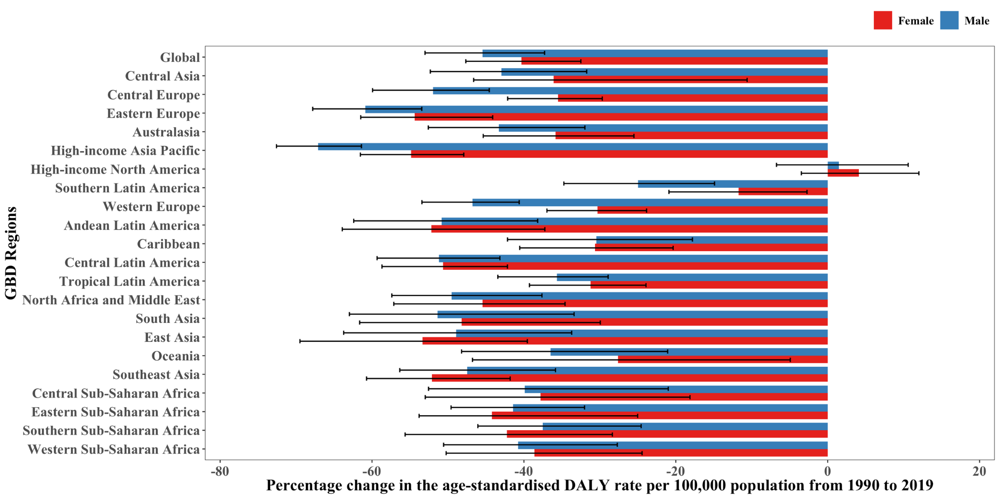 Female Male
Global
Central Asia
Central Europe
Eastern Europe
Australasia
High-income Asia Pacific
High-income North America
Southern Latin America
Western Europe
Andean Latin America
Caribbean
Central Latin America
Tropical Latin America
North Africa and Middle East
South Asia
East Asia
Oceania
Southeast Asia
Central Sub-Saharan Africa
Eastern Sub-Saharan Africa
Southern Sub-Saharan Africa
Western Sub-Saharan Africa
GBD Regions
-80 -60 -40 -20 0 20
Percentage change in the age-standardised DALY rate per 100,000 population from 1990 to 2019